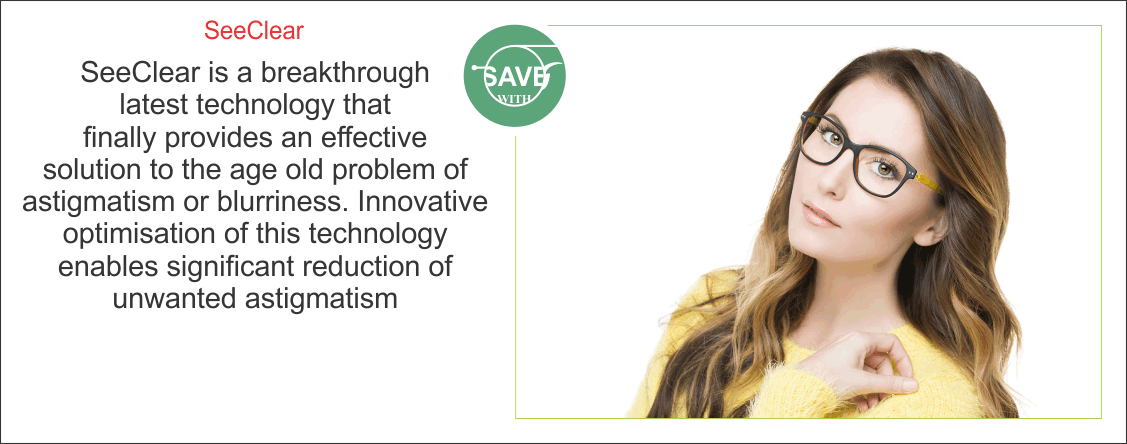 SeeClear
SeeClear is a breakthrough
latest technology that
finally provides an effective
solution to the age old problem of
astigmatism or blurriness. Innovative
optimisation of this technology
enables significant reduction of
unwanted astigmatism
SAVE
WITH